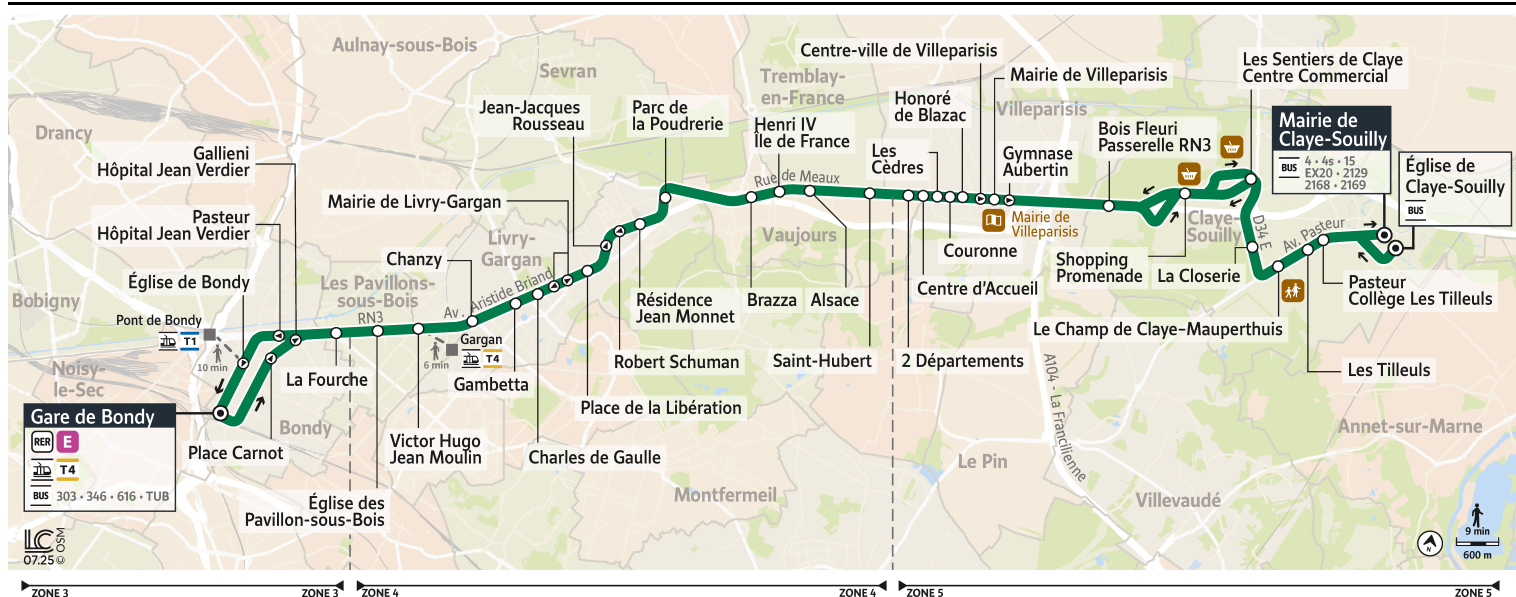 Aulnay-sous-Bois
Sevran
Tremblay-
en-France
Villeparisis
Drancy
Bobigny
Noisy-
le-Sec
Bondy
Les Pavillons-
sous-Bois
Livry-
Gargan
Vaujours
Montfermeil
Le Pin
Villevaudé
Annet-sur-Marne
Claye-
Souilly
Gare de Bondy
RER E
T4
BUS 303 • 346 • 616 • TUB
Place Carnot
Église de Bondy
Pont de Bondy
T1
10 min
Pasteur
Hôpital Jean Verdier
Gallieni
Hôpital Jean Verdier
La Fourche
RN3
Église des
Pavillon-sous-Bois
Victor Hugo
Jean Moulin
Chanzy
Gargan
T4
6 min
Av. Aristide Briand
Gambetta
Charles de Gaulle
Mairie de Livry-Gargan
Place de la Libération
Jean-Jacques
Rousseau
Robert Schuman
Résidence
Jean Monnet
Parc de
la Poudrerie
Brazza
Rue de Meaux
Henri IV
Île de France
Alsace
Saint-Hubert
2 Départements
Les
Cèdres
Centre d’Accueil
Couronne
Honoré
de Blazac
Centre-ville de Villeparisis
Mairie de Villeparisis
Mairie de
Villeparisis
Gymnase
Aubertin
Bois Fleuri
Passerelle RN3
Shopping
Promenade
Les Sentiers de Claye
Centre Commercial
D34 E
La Closerie
Le Champ de Claye–Mauperthuis
Les Tilleuls
Av. Pasteur
Pasteur
Collège Les Tilleuls
Mairie de
Claye-Souilly
BUS
4 • 4s • 15
EX20 • 2129
2168 • 2169
Église de
Claye-Souilly
BUS
A104 - La Francilienne
LC
07.25 © OSM
N
9 min
600 m
ZONE 3
ZONE 3
ZONE 4
ZONE 4
ZONE 5
ZONE 5